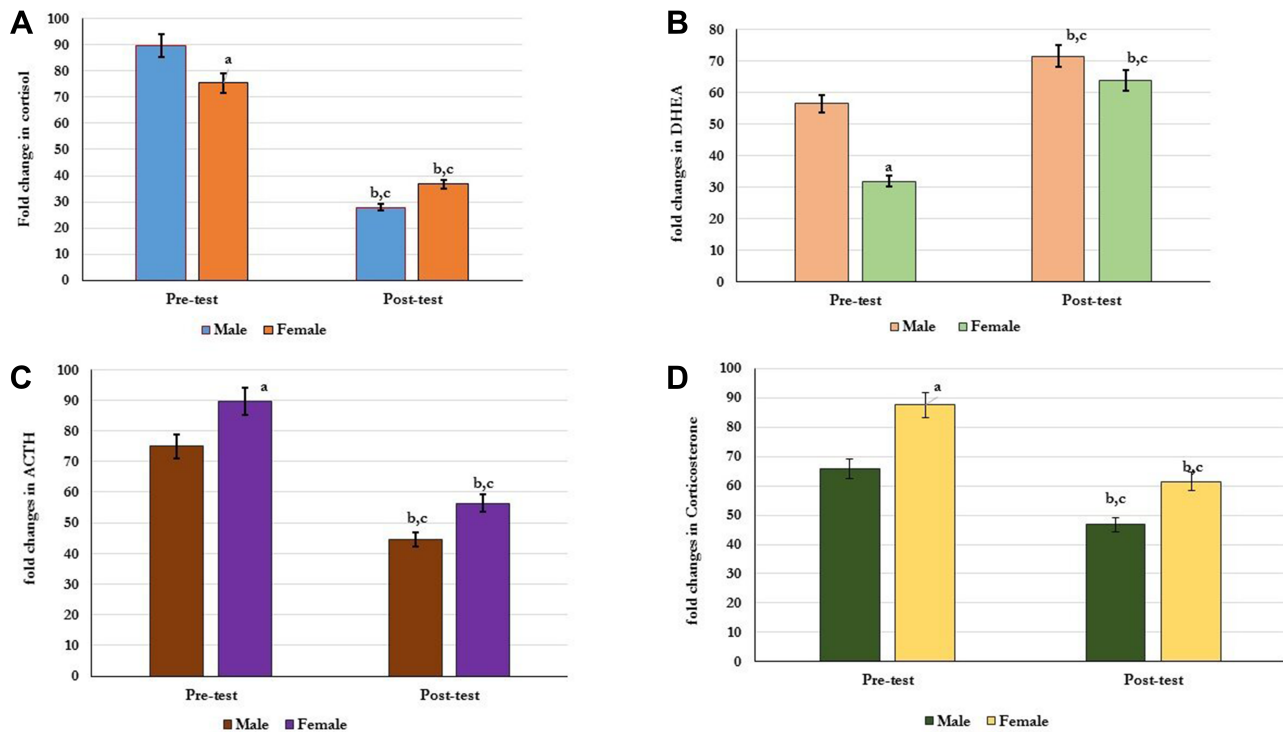 A
Fold change in cortisol
100
90
80
70
60
50
40
30
20
10
0
a
b,c
b,c
Pre-test
Post-test
Male
Female
B
fold changes in DHEA
80
70
60
50
40
30
20
10
0
a
b,c
b,c
Pre-test
Post-test
Male
Female
C
fold changes in ACTH
100
90
80
70
60
50
40
30
20
10
0
a
b,c
b,c
Pre-test
Post-test
Male
Female
D
fold changes in Corticosterone
100
90
80
70
60
50
40
30
20
10
0
a
b,c
b,c
Pre-test
Post-test
Male
Female